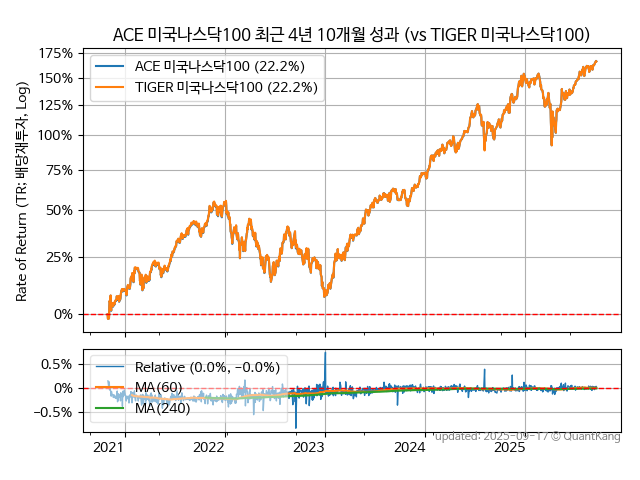 ACE 미국나스닥100 최근 4년 10개월 성과 (vs TIGER 미국나스닥100)
Rate of Return (TR: 배당재투자, Log)
175%
150%
125%
100%
75%
50%
25%
0%
ACE 미국나스닥100 (22.2%)
TIGER 미국나스닥100 (22.2%)
0.5%
0%
−0.5%
Relative (0.0%, -0.0%)
MA(60)
MA(240)
2021
2022
2023
2024
2025
updated: 2025-09-17 © QuantKang